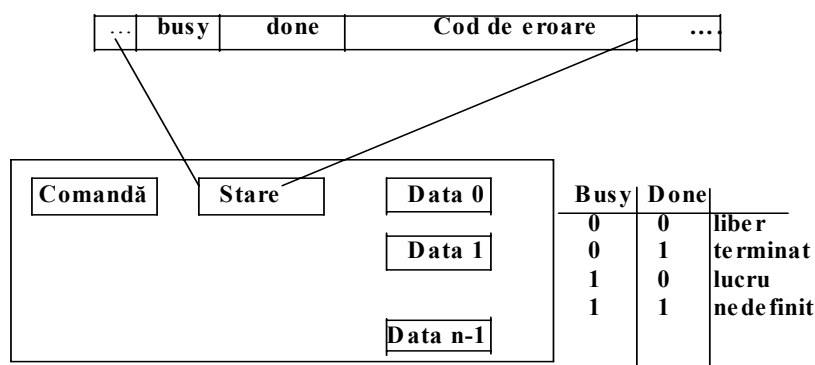 ... busy done Cod de eroare ....
Comandă Stare Data 0
Data 1
Data n-1
Busy Done
0 0 liber
0 1 terminat
1 0 lucru
1 1 nedefinit